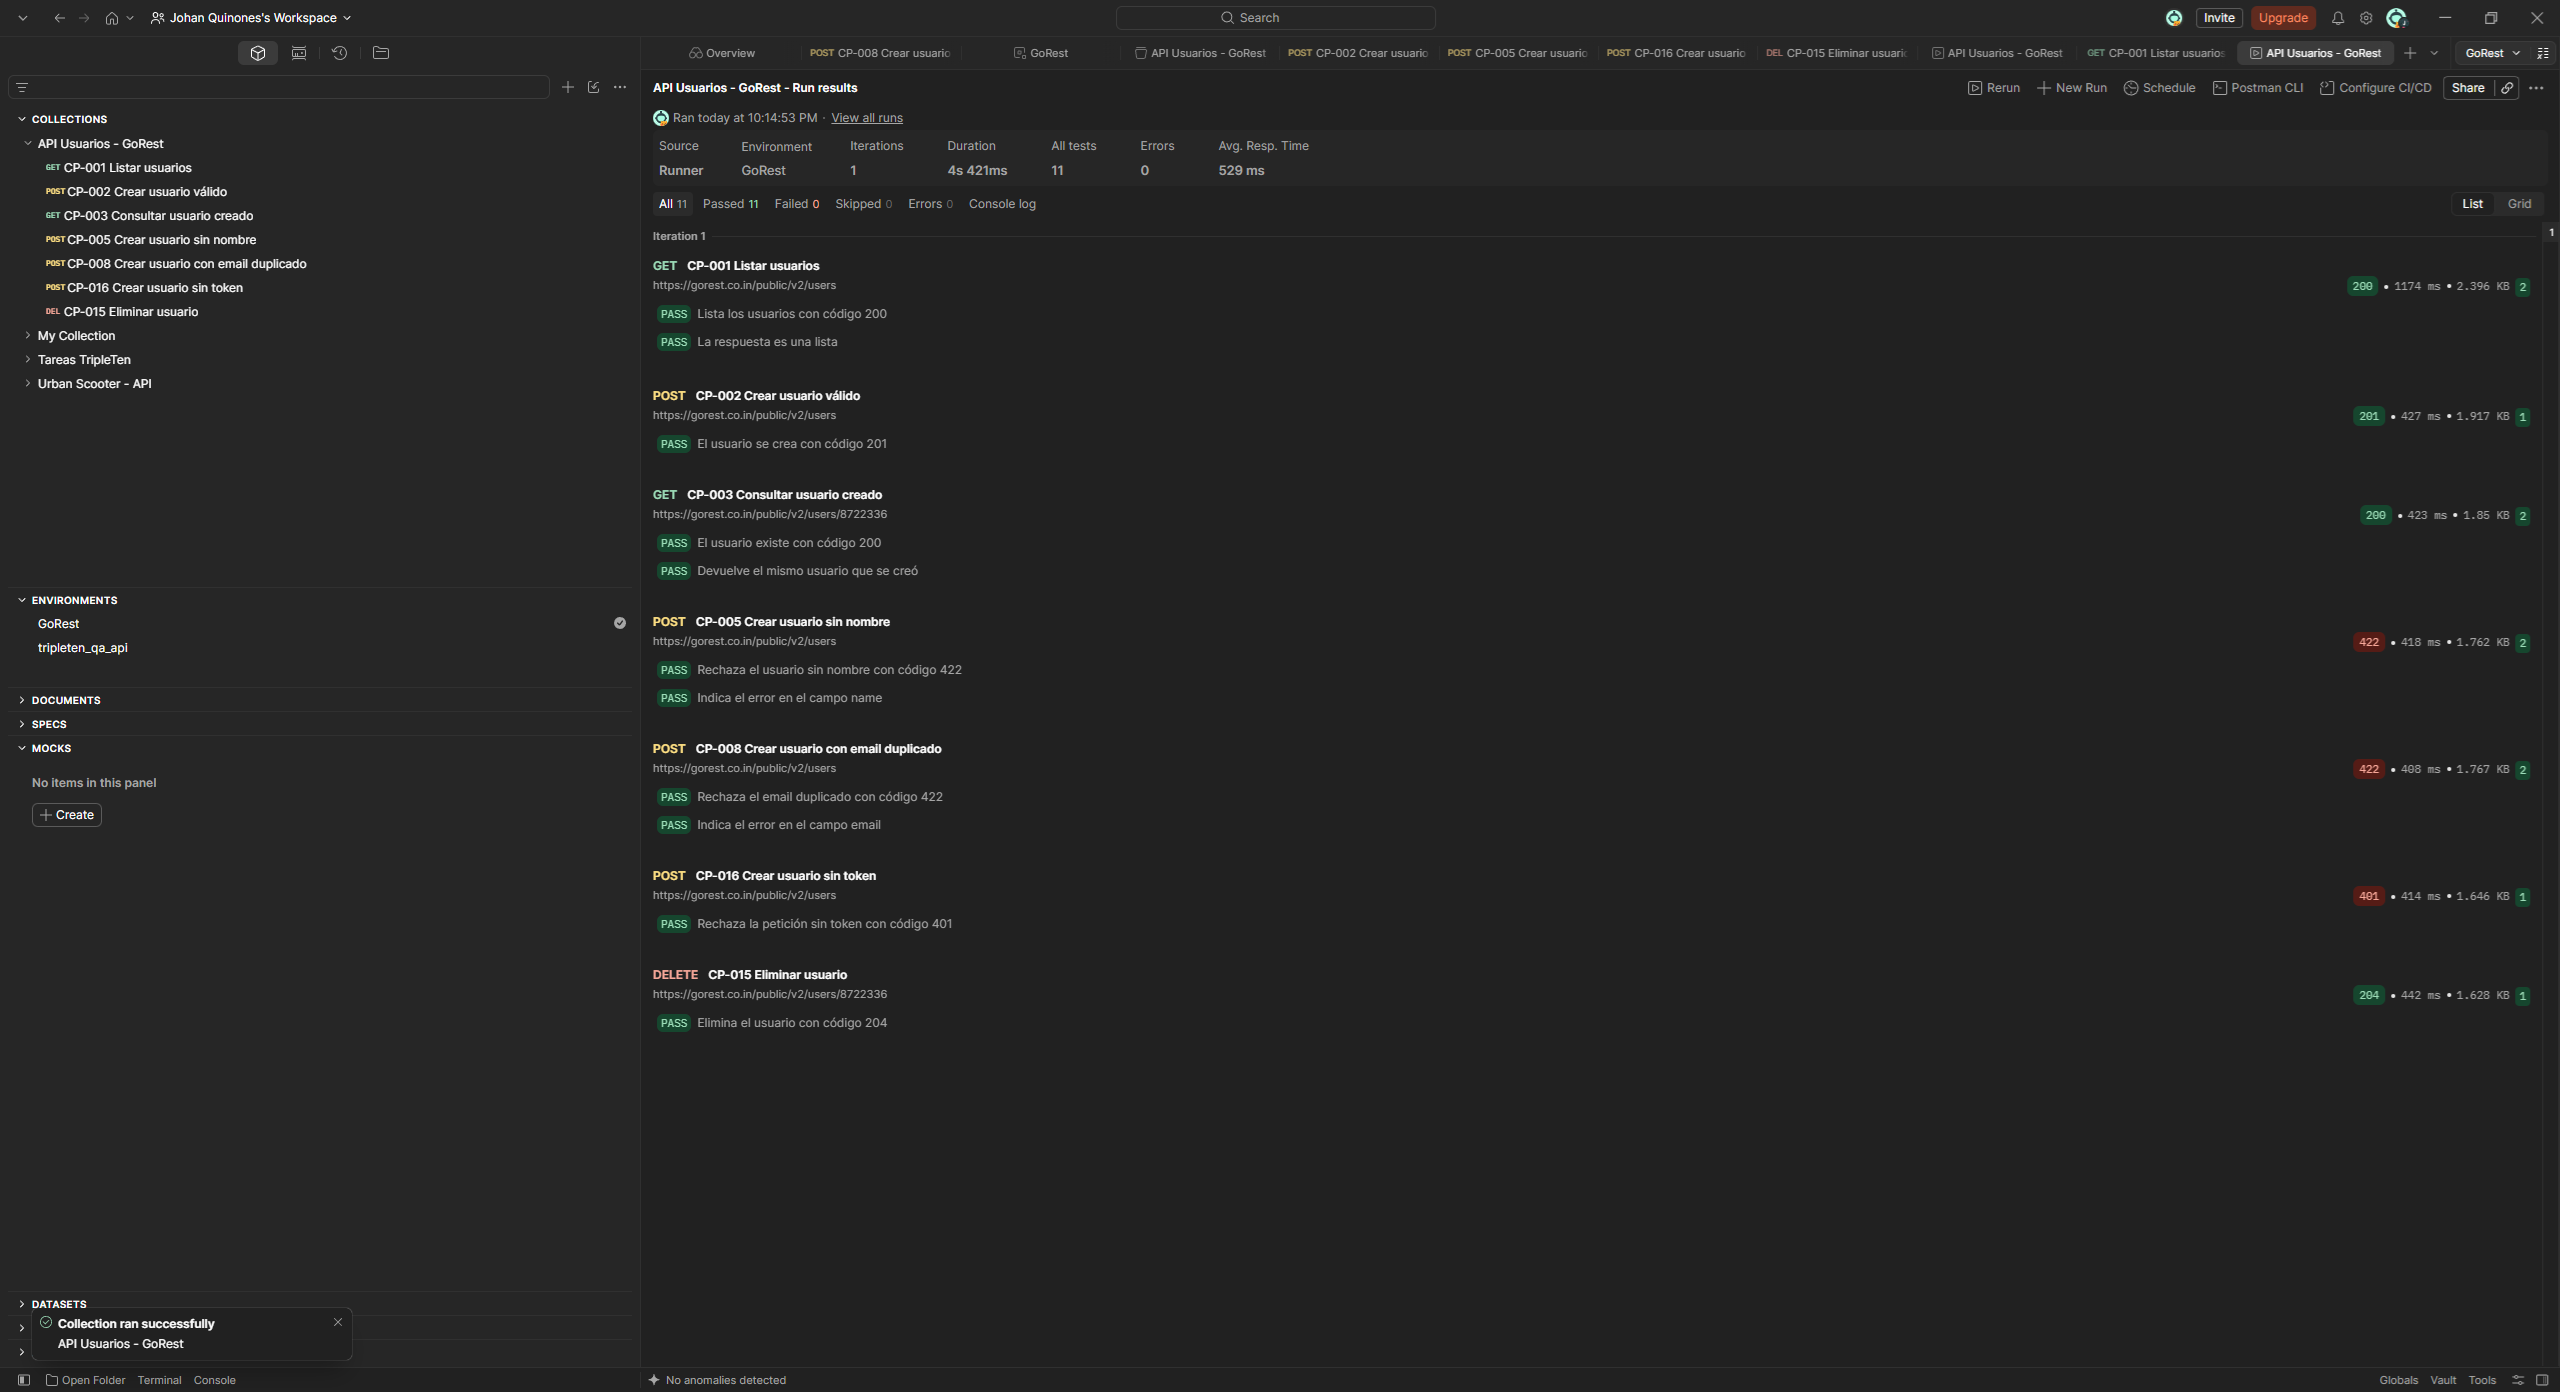 Johan Quinones's Workspace
Search
Invite
Upgrade
Overview
POST CP-008 Crear usuario
GoRest
API Usuarios - GoRest
POST CP-002 Crear usuario
POST CP-005 Crear usuario
POST CP-016 Crear usuario
DEL CP-015 Eliminar usuari
API Usuarios - GoRest
GET CP-001 Listar usuarios
API Usuarios - GoRest
GoRest
COLLECTIONS
API Usuarios - GoRest
GET CP-001 Listar usuarios
POST CP-002 Crear usuario válido
GET CP-003 Consultar usuario creado
POST CP-005 Crear usuario sin nombre
POST CP-008 Crear usuario con email duplicado
POST CP-016 Crear usuario sin token
DEL CP-015 Eliminar usuario
My Collection
Tareas TripleTen
Urban Scooter - API
ENVIRONMENTS
GoRest
tripleten_qa_api
DOCUMENTS
SPECS
MOCKS
No items in this panel
Create
DATASETS
Collection ran successfully
API Usuarios - GoRest
API Usuarios - GoRest - Run results
Rerun
New Run
Schedule
Postman CLI
Configure CI/CD
Share
Ran today at 10:14:53 PM · View all runs
Source Environment Iterations Duration All tests Errors Avg. Resp. Time
Runner GoRest 1 4s 421ms 11 0 529 ms
All 11 Passed 11 Failed 0 Skipped 0 Errors 0 Console log
List Grid
Iteration 1
1
GET CP-001 Listar usuarios
https://gorest.co.in/public/v2/users
200 • 1174 ms • 2.396 KB 2
PASS Lista los usuarios con código 200
PASS La respuesta es una lista
POST CP-002 Crear usuario válido
https://gorest.co.in/public/v2/users
201 • 427 ms • 1.917 KB 1
PASS El usuario se crea con código 201
GET CP-003 Consultar usuario creado
https://gorest.co.in/public/v2/users/8722336
200 • 423 ms • 1.85 KB 2
PASS El usuario existe con código 200
PASS Devuelve el mismo usuario que se creó
POST CP-005 Crear usuario sin nombre
https://gorest.co.in/public/v2/users
422 • 418 ms • 1.762 KB 2
PASS Rechaza el usuario sin nombre con código 422
PASS Indica el error en el campo name
POST CP-008 Crear usuario con email duplicado
https://gorest.co.in/public/v2/users
422 • 408 ms • 1.767 KB 2
PASS Rechaza el email duplicado con código 422
PASS Indica el error en el campo email
POST CP-016 Crear usuario sin token
https://gorest.co.in/public/v2/users
401 • 414 ms • 1.646 KB 1
PASS Rechaza la petición sin token con código 401
DELETE CP-015 Eliminar usuario
https://gorest.co.in/public/v2/users/8722336
204 • 442 ms • 1.628 KB 1
PASS Elimina el usuario con código 204
Open Folder Terminal Console
No anomalies detected
Globals Vault Tools